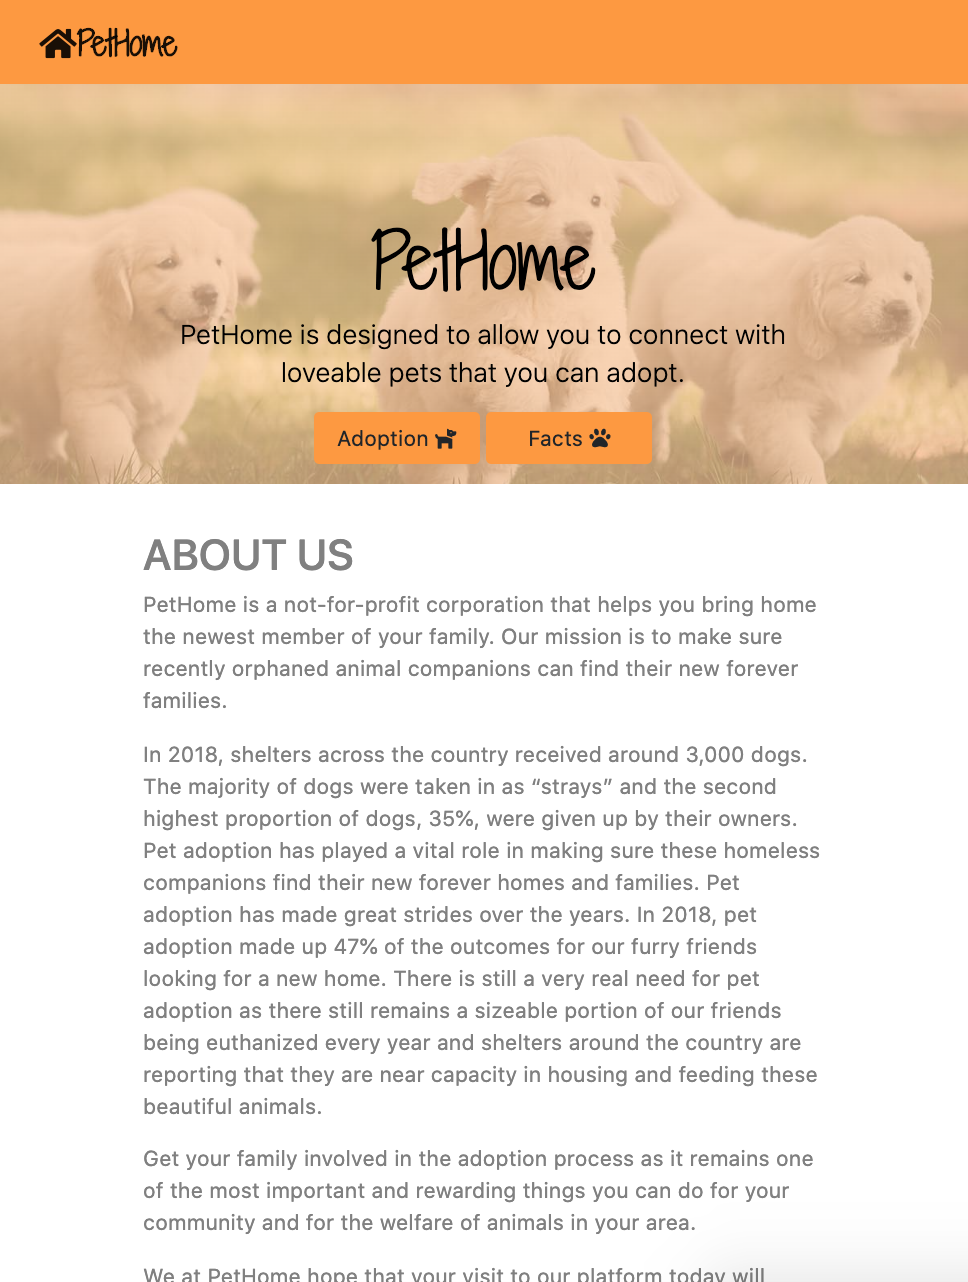 PetHome
PetHome
PetHome is designed to allow you to connect with
loveable pets that you can adopt.
Adoption
Facts
ABOUT US
PetHome is a not-for-profit corporation that helps you bring home
the newest member of your family. Our mission is to make sure
recently orphaned animal companions can find their new forever
families.
In 2018, shelters across the country received around 3,000 dogs.
The majority of dogs were taken in as “strays” and the second
highest proportion of dogs, 35%, were given up by their owners.
Pet adoption has played a vital role in making sure these homeless
companions find their new forever homes and families. Pet
adoption has made great strides over the years. In 2018, pet
adoption made up 47% of the outcomes for our furry friends
looking for a new home. There is still a very real need for pet
adoption as there still remains a sizeable portion of our friends
being euthanized every year and shelters around the country are
reporting that they are near capacity in housing and feeding these
beautiful animals.
Get your family involved in the adoption process as it remains one
of the most important and rewarding things you can do for your
community and for the welfare of animals in your area.
We at PetHome hope that your visit to our platform today will